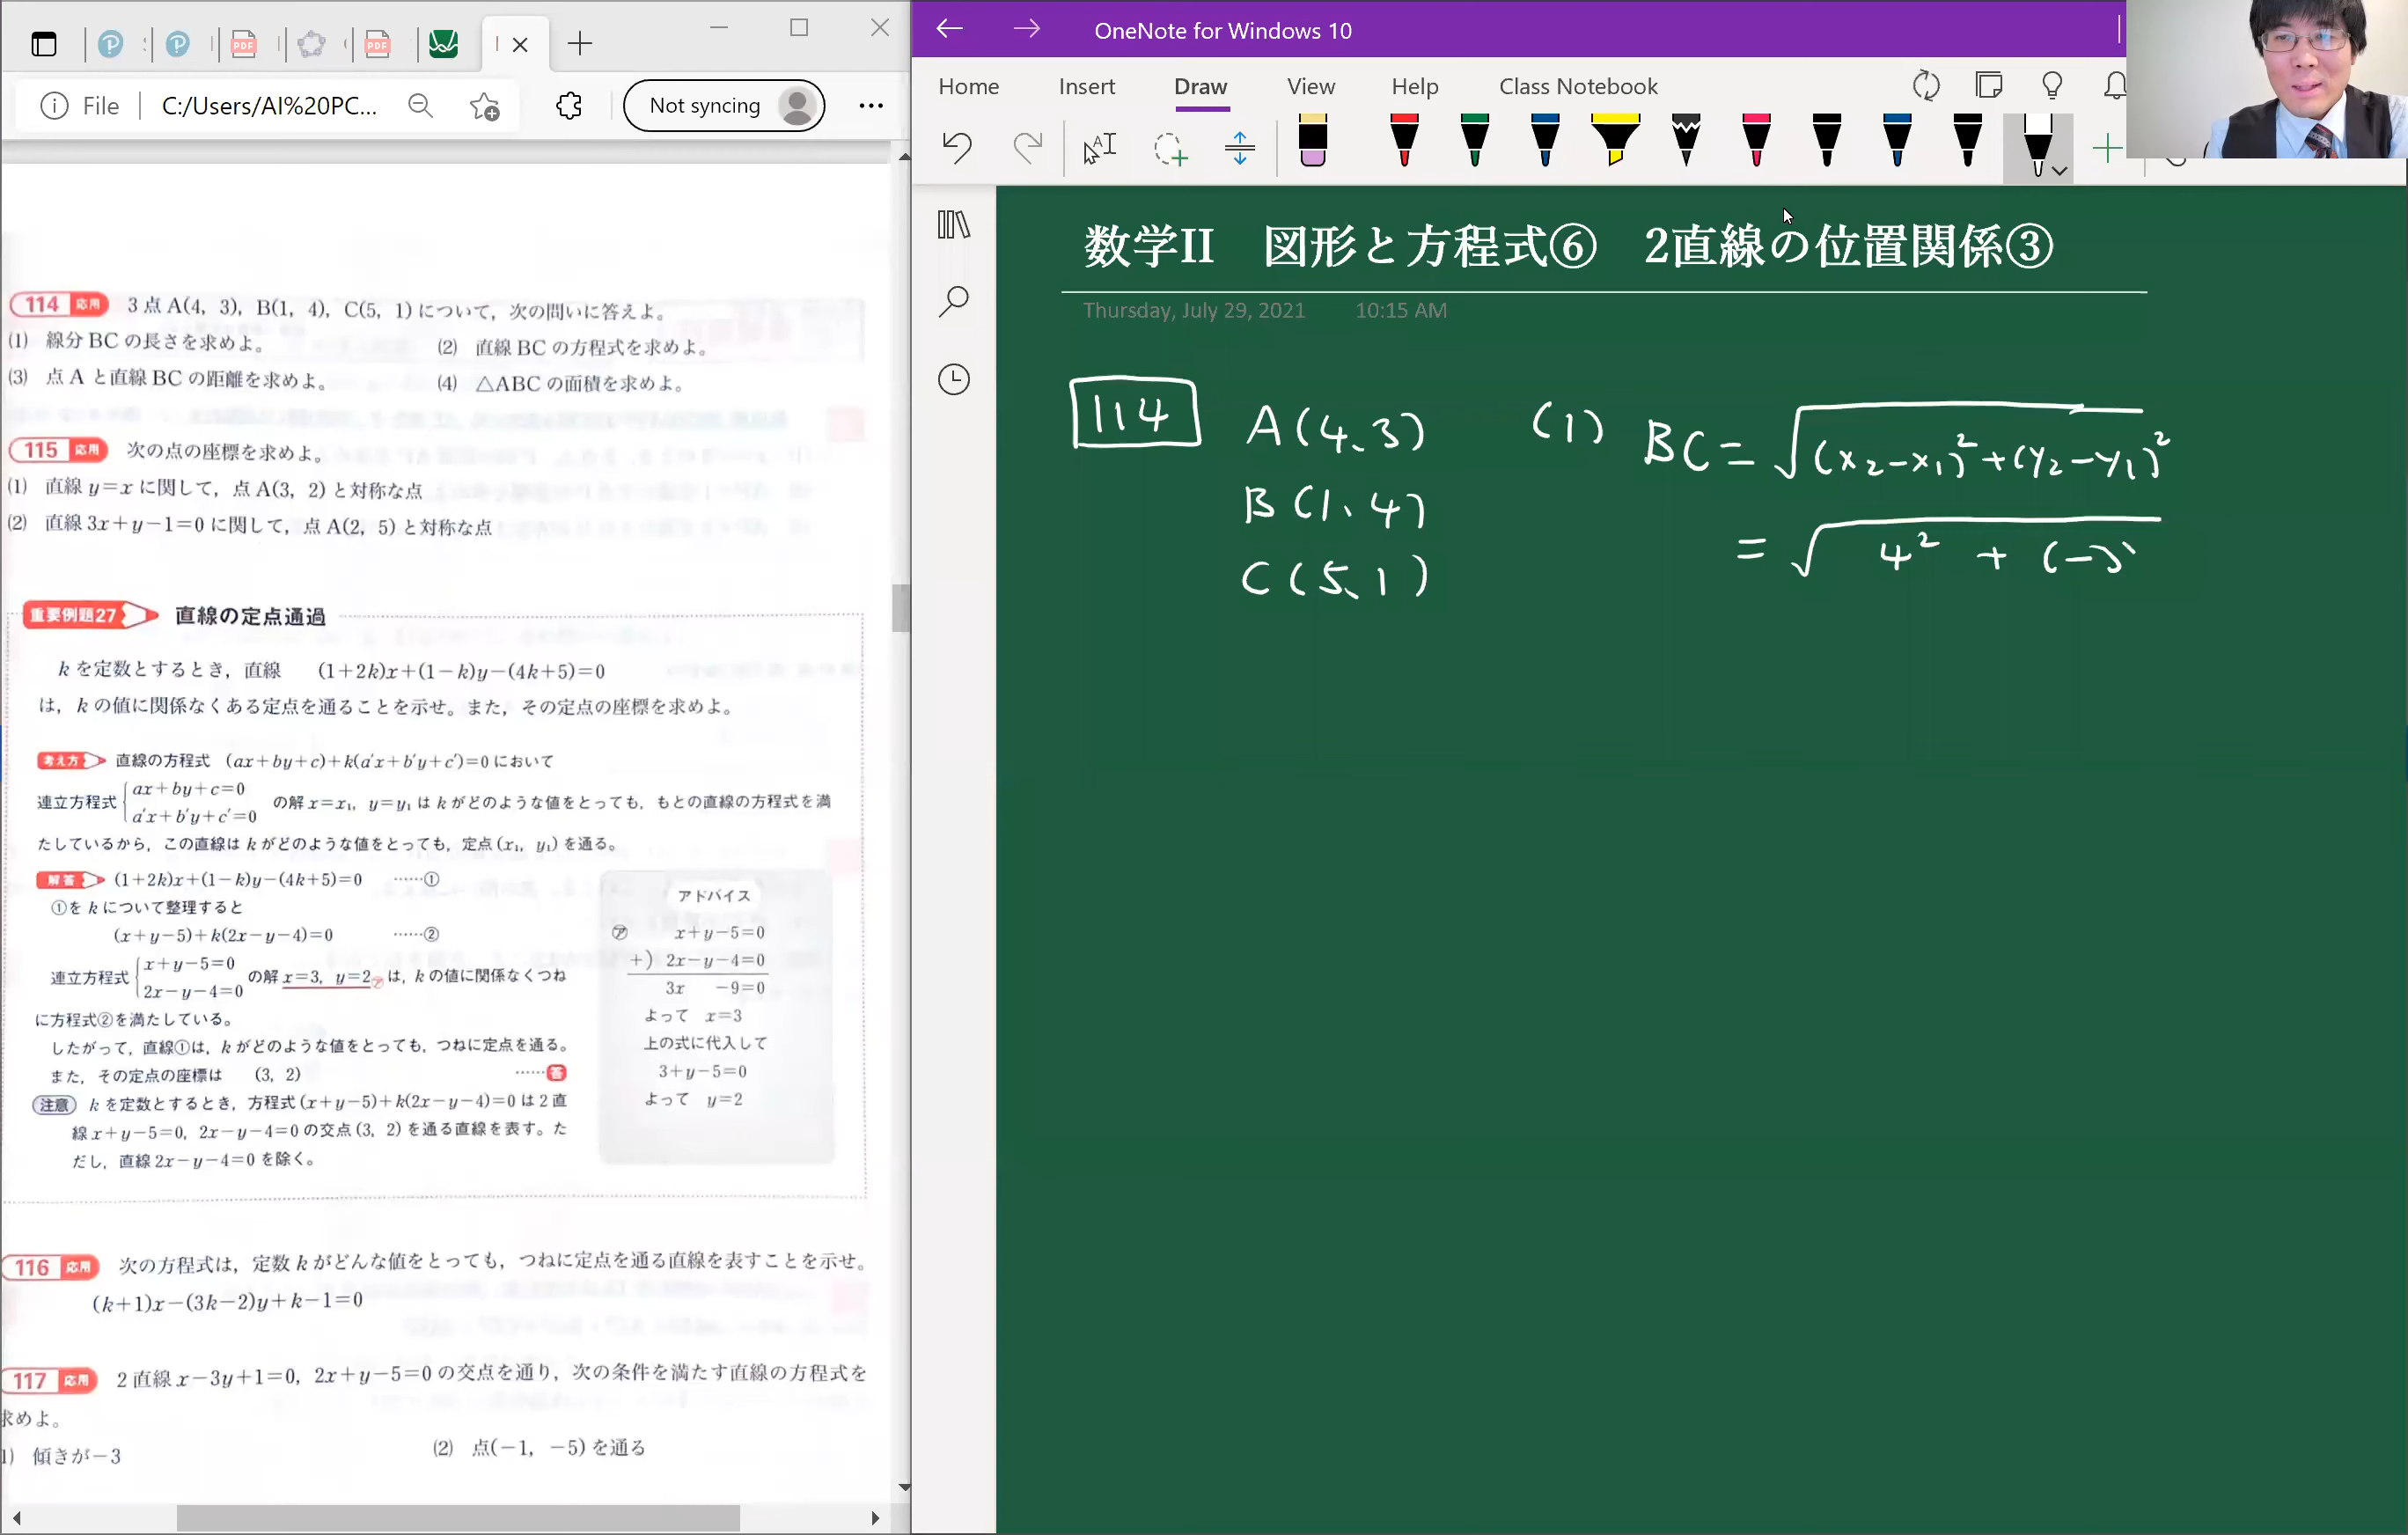 File
C:/Users/AI%20PC...
Not syncing
114 応用 3点A(4, 3), B(1, 4), C(5, 1)について,次の問いに答えよ。
(1) 線分BCの長さを求めよ。 (2) 直線BCの方程式を求めよ。
(3) 点Aと直線BCの距離を求めよ。 (4) △ABCの面積を求めよ。
115 応用 次の点の座標を求めよ。
(1) 直線y=xに関して,点A(3, 2)と対称な点
(2) 直線3x+y−1=0に関して,点A(2, 5)と対称な点
重要例題27 直線の定点通過
kを定数とするとき,直線 (1+2k)x+(1−k)y−(4k+5)=0
は,kの値に関係なくある定点を通ることを示せ。また,その定点の座標を求めよ。
考え方 直線の方程式 (ax+by+c)+k(a′x+b′y+c′)=0において
ax+by+c=0
連立方程式 の解x=x₁, y=y₁はkがどのような値をとっても,もとの直線の方程式を満
a′x+b′y+c′=0
たしているから,この直線はkがどのような値をとっても,定点(x₁, y₁)を通る。
解答 (1+2k)x+(1−k)y−(4k+5)=0 ……①
①をkについて整理すると
(x+y−5)+k(2x−y−4)=0 ……②
x+y−5=0
連立方程式 の解x=3, y=2㋐は,kの値に関係なくつね
2x−y−4=0
に方程式②を満たしている。
したがって,直線①は,kがどのような値をとっても,つねに定点を通る。
また,その定点の座標は (3, 2) ……答
注意 kを定数とするとき,方程式(x+y−5)+k(2x−y−4)=0は2直
線x+y−5=0, 2x−y−4=0の交点(3, 2)を通る直線を表す。た
だし,直線2x−y−4=0を除く。
アドバイス
㋐ x+y−5=0
+) 2x−y−4=0
3x −9=0
よって x=3
上の式に代入して
3+y−5=0
よって y=2
116 応用 次の方程式は,定数kがどんな値をとっても,つねに定点を通る直線を表すことを示せ。
(k+1)x−(3k−2)y+k−1=0
117 応用 2直線x−3y+1=0, 2x+y−5=0の交点を通り,次の条件を満たす直線の方程式を
求めよ。
1) 傾きが−3 (2) 点(−1, −5)を通る
OneNote for Windows 10
Home Insert Draw View Help Class Notebook
数学II 図形と方程式⑥ 2直線の位置関係③
Thursday, July 29, 2021 10:15 AM
114 A(4、3) (1) BC=√(x₂−x₁)²+(y₂−y₁)²
B(1、4) =√4² + (−3)
C(5、1)